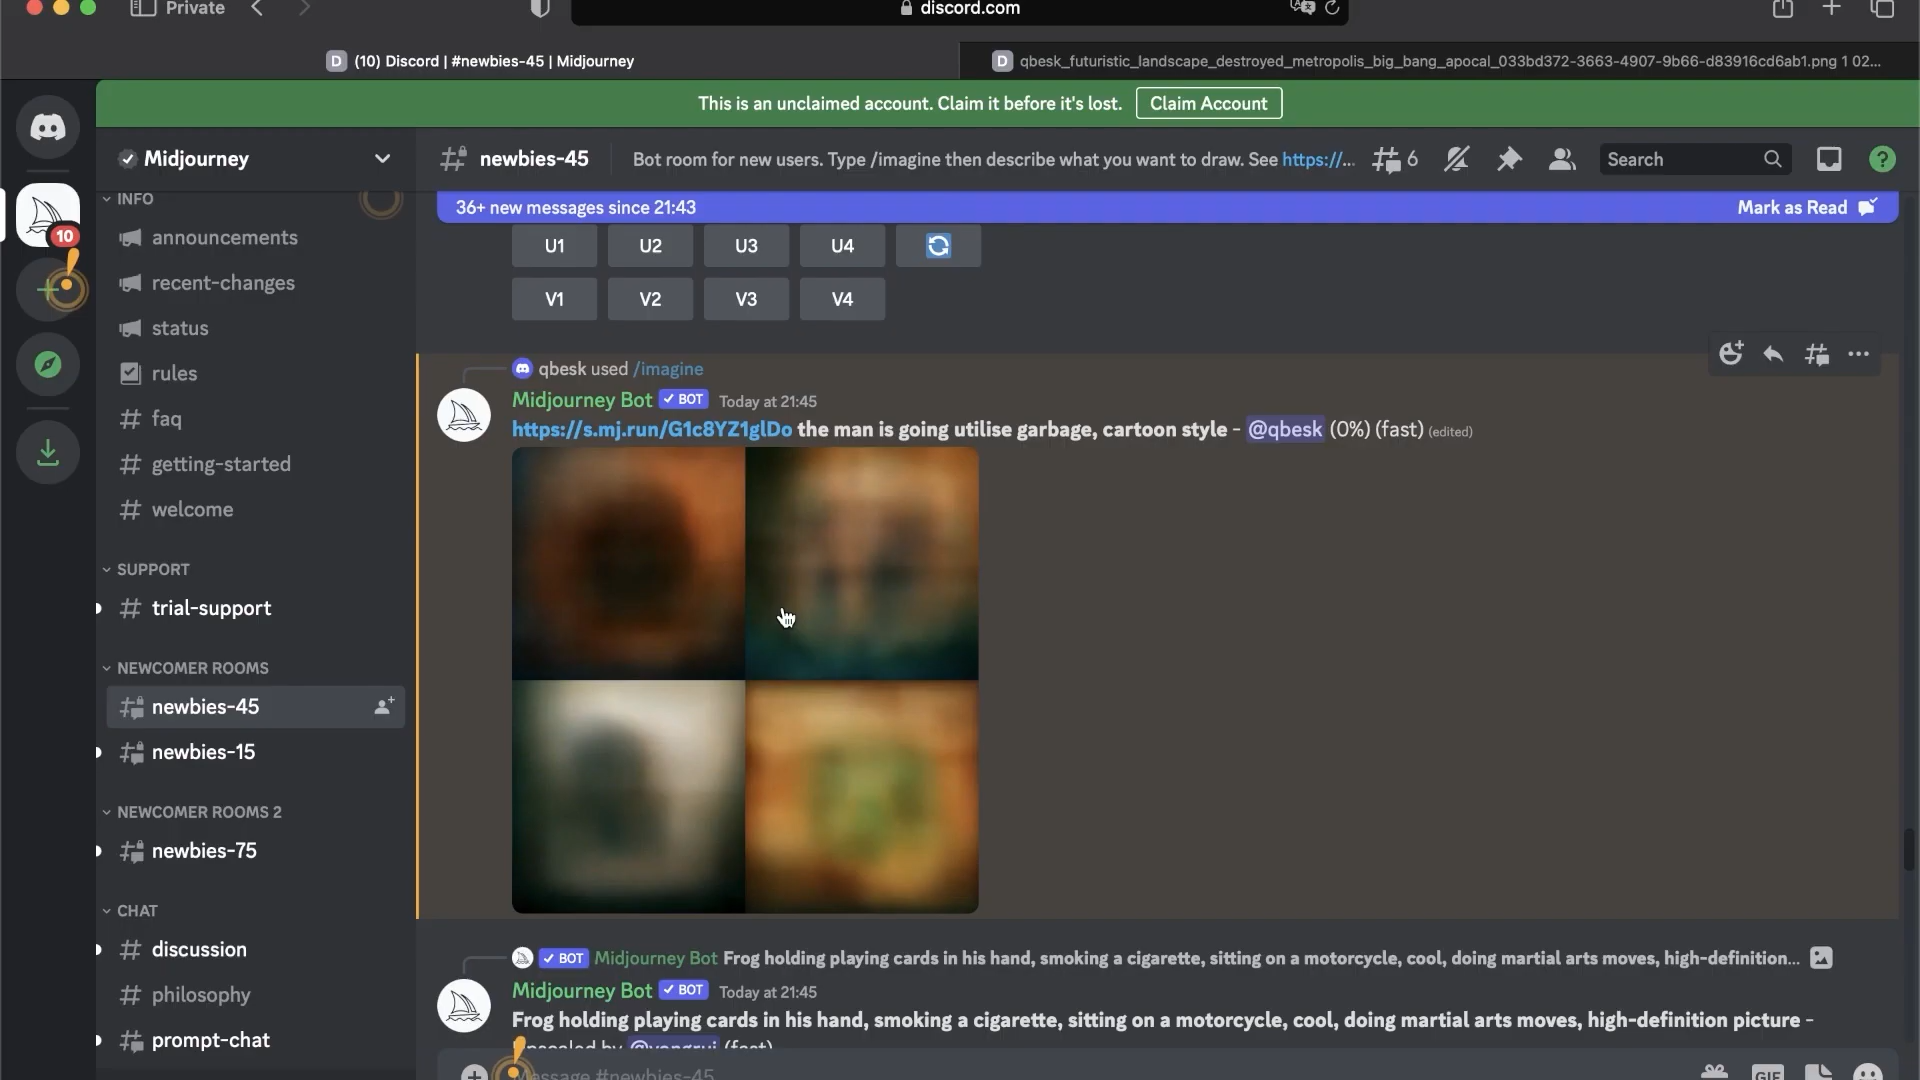 Private
discord.com
(10) Discord | #newbies-45 | Midjourney
qbesk_futuristic_landscape_destroyed_metropolis_big_bang_apocal_033bd372-3663-4907-9b66-d83916cd6ab1.png 1 02...
This is an unclaimed account. Claim it before it's lost. Claim Account
Midjourney
newbies-45
Bot room for new users. Type /imagine then describe what you want to draw. See https://...
6
Search
INFO
announcements
recent-changes
status
rules
faq
getting-started
welcome
SUPPORT
trial-support
NEWCOMER ROOMS
newbies-45
newbies-15
NEWCOMER ROOMS 2
newbies-75
CHAT
discussion
philosophy
prompt-chat
10
36+ new messages since 21:43
Mark as Read
U1 U2 U3 U4
V1 V2 V3 V4
qbesk used /imagine
Midjourney Bot BOT Today at 21:45
https://s.mj.run/G1c8YZ1glDo the man is going utilise garbage, cartoon style - @qbesk (0%) (fast) (edited)
BOT Midjourney Bot Frog holding playing cards in his hand, smoking a cigarette, sitting on a motorcycle, cool, doing martial arts moves, high-definition...
Midjourney Bot BOT Today at 21:45
Frog holding playing cards in his hand, smoking a cigarette, sitting on a motorcycle, cool, doing martial arts moves, high-definition picture -
by @yongrui (fast)
Message #newbies-45
GIF